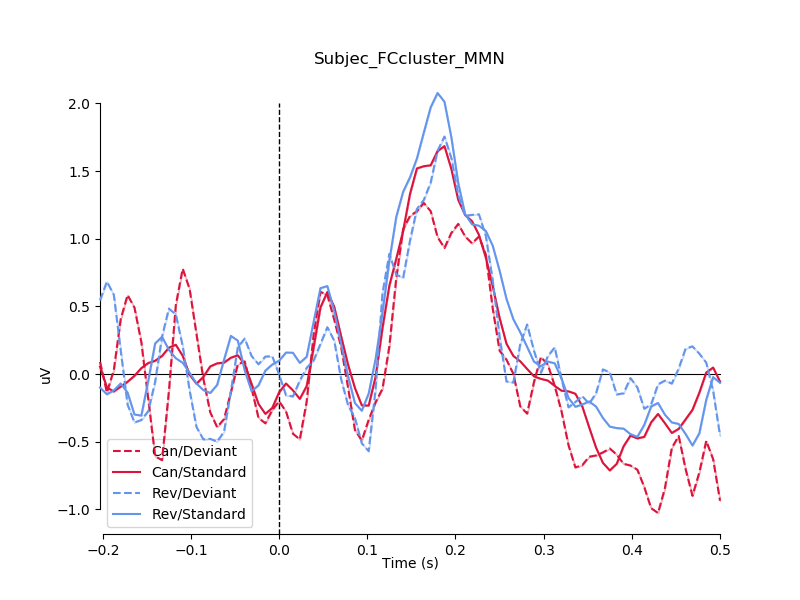 Subjec_FCcluster_MMN
2.0
1.5
1.0
0.5
0.0
−0.5
−1.0
uV
Can/Deviant
Can/Standard
Rev/Deviant
Rev/Standard
−0.2 −0.1 0.0 0.1 0.2 0.3 0.4 0.5
Time (s)